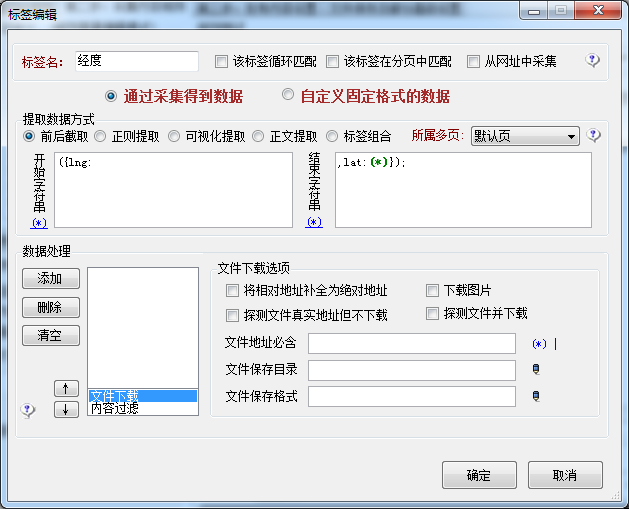 标签编辑
标签名： 经度 该标签循环匹配 该标签在分页中匹配 从网址中采集
通过采集得到数据 自定义固定格式的数据
提取数据方式
前后截取 正则提取 可视化提取 正文提取 标签组合 所属多页： 默认页
开始字符串 (*)
({lng:
结束字符串 (*)
,lat:(*)});
数据处理
添加
删除
清空
↑
↓
文件下载
内容过滤
文件下载选项
将相对地址补全为绝对地址 下载图片
探测文件真实地址但不下载 探测文件并下载
文件地址必含 (*) |
文件保存目录
文件保存格式
确定 取消